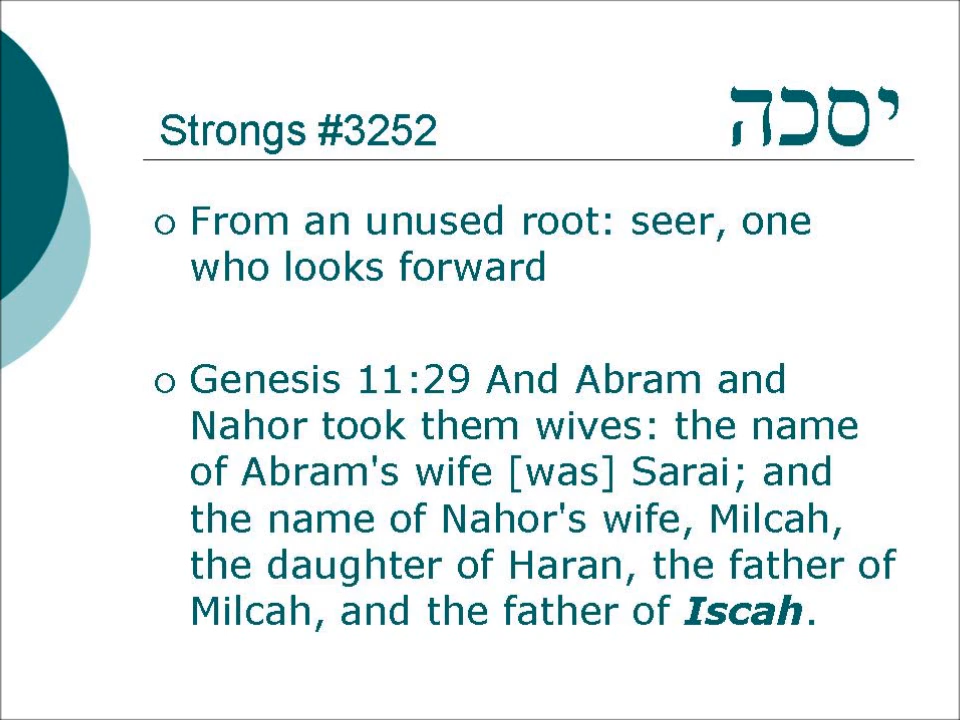 Strongs #3252 יסכה
o From an unused root: seer, one
who looks forward
o Genesis 11:29 And Abram and
Nahor took them wives: the name
of Abram's wife [was] Sarai; and
the name of Nahor's wife, Milcah,
the daughter of Haran, the father of
Milcah, and the father of Iscah.